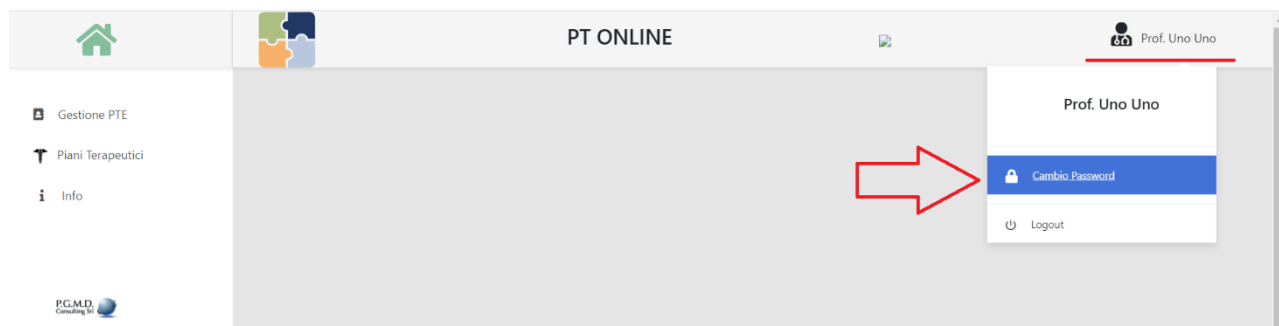 PT ONLINE
Prof. Uno Uno
Prof. Uno Uno
Gestione PTE
Piani Terapeutici
Info
Cambio Password
Logout
P.G.M.D.
Consulting Srl